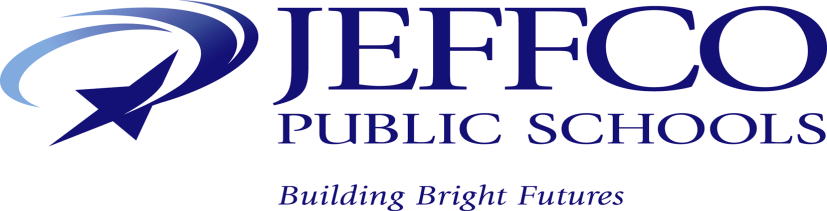 JEFFCO
PUBLIC SCHOOLS
Building Bright Futures